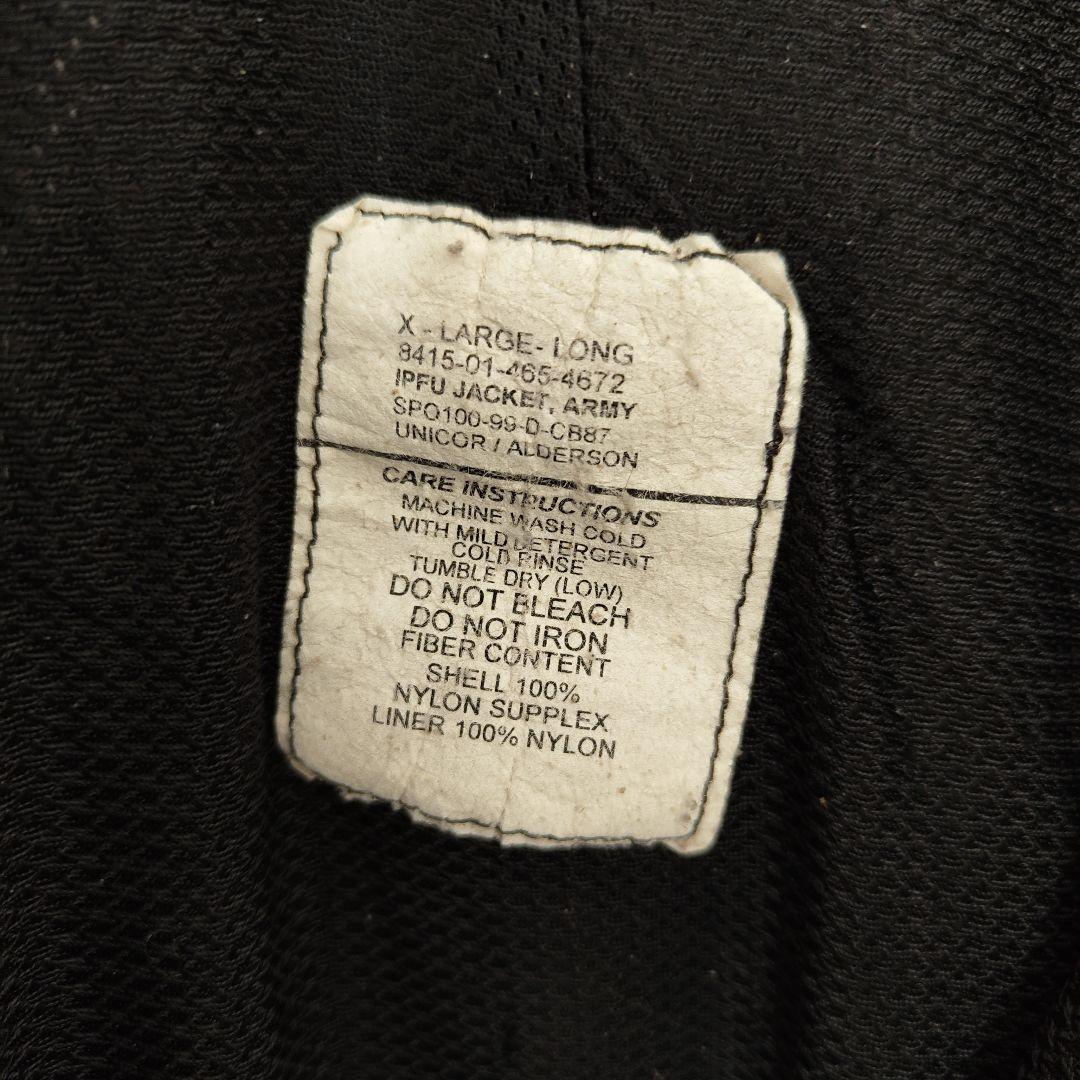 X - LARGE- LONG
8415-01-465-4672
IPFU JACKET, ARMY
SPO100-99-D-CB87
UNICOR / ALDERSON
CARE INSTRUCTIONS
MACHINE WASH COLD
WITH MILD DETERGENT
COLD RINSE
TUMBLE DRY (LOW)
DO NOT BLEACH
DO NOT IRON
FIBER CONTENT
SHELL 100%
NYLON SUPPLEX
LINER 100% NYLON